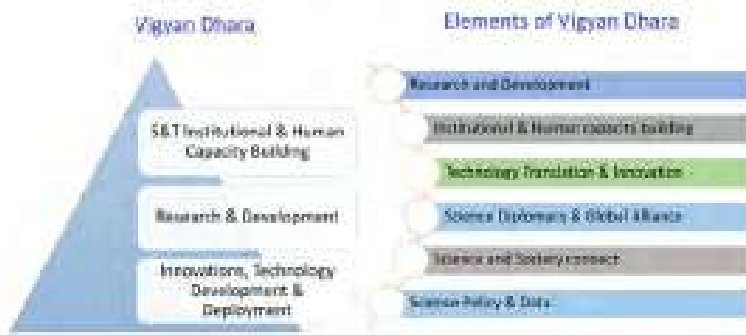 Vigyan Dhara
S&T Institutional & Human
Capacity Building
Research & Development
Innovations, Technology
Development &
Deployment
Elements of Vigyan Dhara
Research and Development
Institutional & Human capacity building
Technology Translation & Innovation
Science Diplomacy & Global Alliance
Science and Society connect
Science Policy & Data